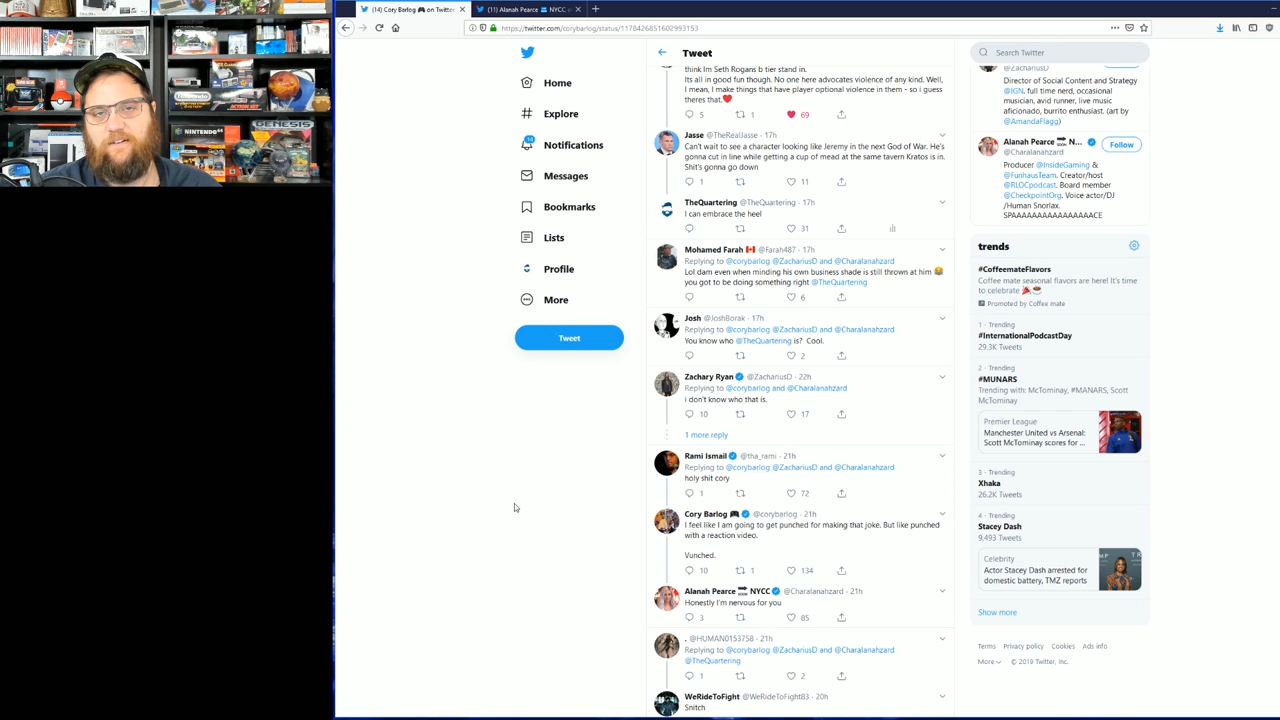 (14) Cory Barlog 🎮 on Twitter
(11) Alanah Pearce NYCC
https://twitter.com/corybarlog/status/1178426851602993153
Home
Explore
14
Notifications
Messages
Bookmarks
Lists
Profile
More
Tweet
NINTENDO 64
GENESIS
Tweet
think Im Seth Rogans b tier stand in.
Its all in good fun though. No one here advocates violence of any kind. Well,
I mean, I make things that have player optional violence in them - so i guess
theres that.❤
5 1 69
Jasse @TheRealJasse · 17h
Can't wait to see a character looking like Jeremy in the next God of War. He's
gonna cut in line while getting a cup of mead at the same tavern Kratos is in.
Shit's gonna go down
1 11
TheQuartering @TheQuartering · 17h
I can embrace the heel
31
Mohamed Farah 🇨🇦 @Farah487 · 17h
Replying to @corybarlog @ZachariusD and @Charalanahzard
Lol dam even when minding his own business shade is still thrown at him 😂
you got to be doing something right @TheQuartering
6
Josh @JoshBorak · 17h
Replying to @corybarlog @ZachariusD and @Charalanahzard
You know who @TheQuartering is? Cool.
2
Zachary Ryan @ZachariusD · 22h
Replying to @corybarlog and @Charalanahzard
i don't know who that is.
10 17
1 more reply
Rami Ismail @tha_rami · 21h
Replying to @corybarlog @ZachariusD and @Charalanahzard
holy shit cory
1 72
Cory Barlog 🎮 @corybarlog · 21h
I feel like I am going to get punched for making that joke. But like punched
with a reaction video.
Vunched.
10 1 134
Alanah Pearce 🔜 NYCC @Charalanahzard · 21h
Honestly I'm nervous for you
3 85
. @HUMAN0153758 · 21h
Replying to @corybarlog @ZachariusD and @Charalanahzard
@TheQuartering
1 2
WeRideToFight @WeRideToFight83 · 20h
Snitch
Search Twitter
@ZachariusD
Director of Social Content and Strategy
@IGN, full time nerd, occasional
musician, avid runner, live music
aficionado, burrito enthusiast. (art by
@AmandaFlagg)
Alanah Pearce 🔜 N...
@Charalanahzard
Follow
Producer @InsideGaming &
@FunhausTeam. Creator/host
@RLOCpodcast. Board member
@CheckpointOrg. Voice actor/DJ
/Human Snorlax.
SPAAAAAAAAAAAAAAAACE
trends
#CoffeemateFlavors
Coffee mate seasonal flavors are here! It's time
to celebrate
Promoted by Coffee mate
1 · Trending
#InternationalPodcastDay
29.3K Tweets
2 · Trending
#MUNARS
Trending with: McTominay, #MANARS, Scott
McTominay
Premier League
Manchester United vs Arsenal:
Scott McTominay scores for ...
3 · Trending
Xhaka
26.2K Tweets
4 · Trending
Stacey Dash
9,493 Tweets
Celebrity
Actor Stacey Dash arrested for
domestic battery, TMZ reports
Show more
Terms Privacy policy Cookies Ads info
More © 2019 Twitter, Inc.